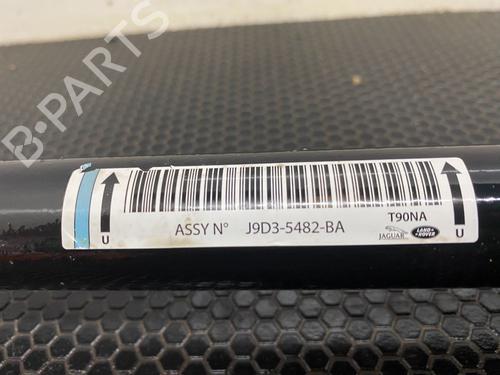 B-PARTS
ASSY N° J9D3-5482-BA
T90NA
U
U
JAGUAR
LAND ROVER